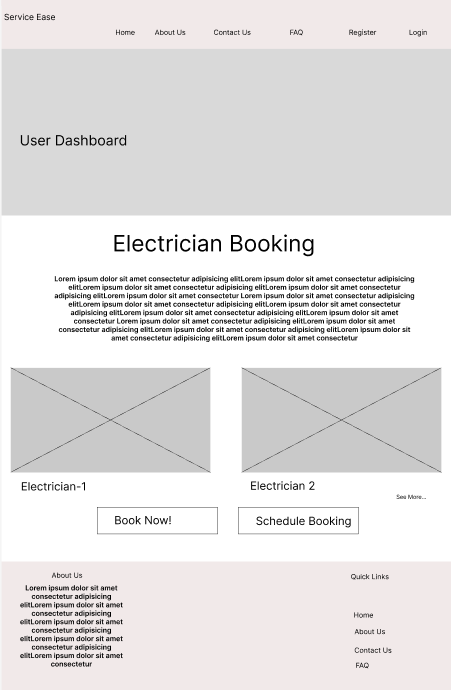 Service Ease
Home About Us Contact Us FAQ Register Login
User Dashboard
Electrician Booking
Lorem ipsum dolor sit amet consectetur adipisicing elitLorem ipsum dolor sit amet consectetur adipisicing
elitLorem ipsum dolor sit amet consectetur adipisicing elitLorem ipsum dolor sit amet consectetur
adipisicing elitLorem ipsum dolor sit amet consectetur Lorem ipsum dolor sit amet consectetur adipisicing
elitLorem ipsum dolor sit amet consectetur adipisicing elitLorem ipsum dolor sit amet consectetur
adipisicing elitLorem ipsum dolor sit amet consectetur adipisicing elitLorem ipsum dolor sit amet
consectetur Lorem ipsum dolor sit amet consectetur adipisicing elitLorem ipsum dolor sit amet
consectetur adipisicing elitLorem ipsum dolor sit amet consectetur adipisicing elitLorem ipsum dolor sit
amet consectetur adipisicing elitLorem ipsum dolor sit amet consectetur
Electrician-1
Electrician 2
See More...
Book Now!
Schedule Booking
About Us
Lorem ipsum dolor sit amet
consectetur adipisicing
elitLorem ipsum dolor sit amet
consectetur adipisicing
elitLorem ipsum dolor sit amet
consectetur adipisicing
elitLorem ipsum dolor sit amet
consectetur adipisicing
elitLorem ipsum dolor sit amet
consectetur
Quick Links
Home
About Us
Contact Us
FAQ